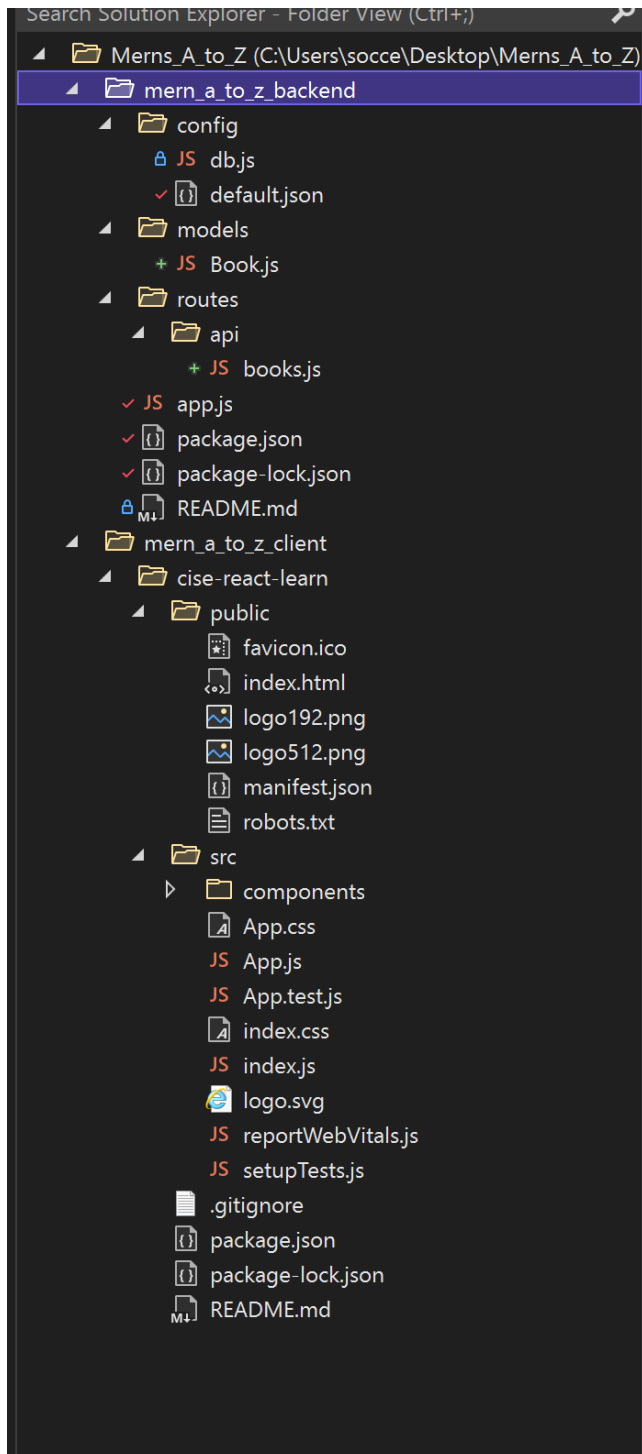 Search Solution Explorer - Folder View (Ctrl+;)
Merns_A_to_Z (C:\Users\socce\Desktop\Merns_A_to_Z)
mern_a_to_z_backend
config
JS db.js
default.json
models
JS Book.js
routes
api
JS books.js
JS app.js
package.json
package-lock.json
M↓ README.md
mern_a_to_z_client
cise-react-learn
public
favicon.ico
index.html
logo192.png
logo512.png
manifest.json
robots.txt
src
components
App.css
JS App.js
JS App.test.js
index.css
JS index.js
logo.svg
JS reportWebVitals.js
JS setupTests.js
.gitignore
package.json
package-lock.json
M↓ README.md